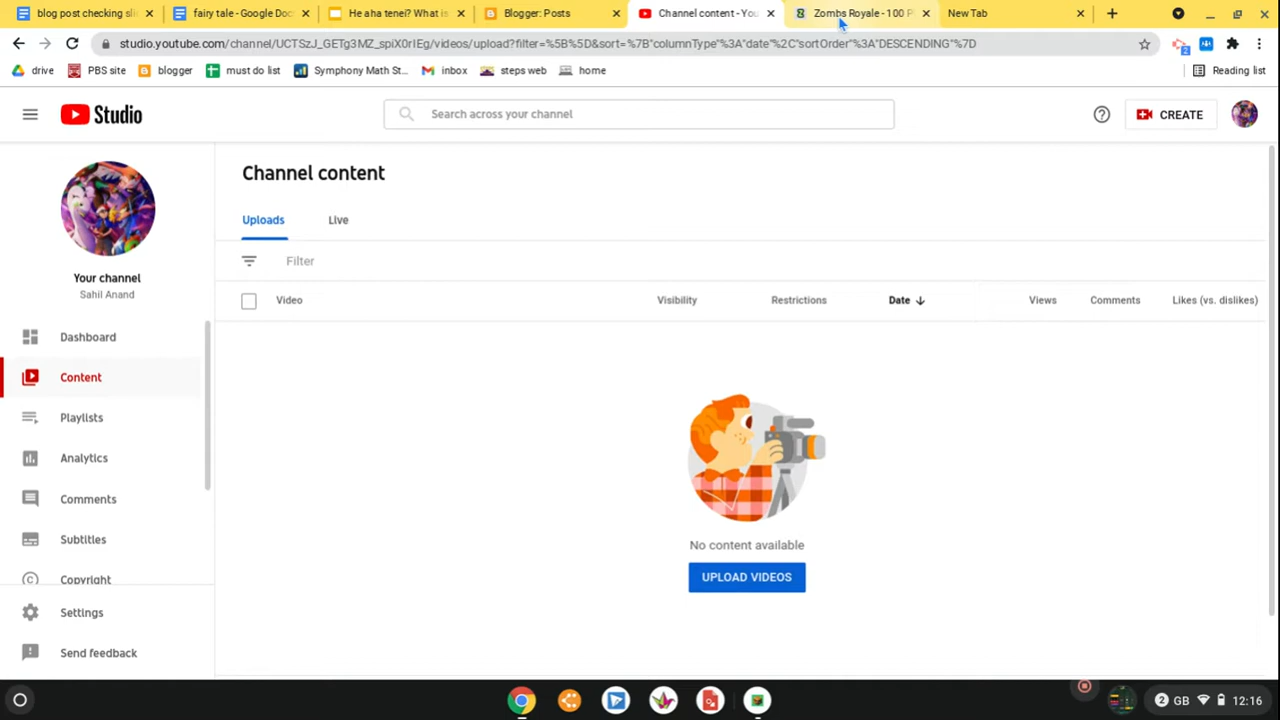 blog post checking sli
fairy tale - Google Doc
He aha tenei? What is
Blogger: Posts
Channel content - You
Zombs Royale - 100 P
New Tab
studio.youtube.com/channel/UCTSzJ_GETg3MZ_spiX0rIEg/videos/upload?filter=%5B%5D&sort=%7B"columnType"%3A"date"%2C"sortOrder"%3A"DESCENDING"%7D
2
drive
PBS site
blogger
must do list
Symphony Math St...
inbox
steps web
home
Reading list
Studio
Search across your channel
CREATE
Your channel
Sahil Anand
Dashboard
Content
Playlists
Analytics
Comments
Subtitles
Copyright
Settings
Send feedback
Channel content
Uploads
Live
Filter
Video
Visibility
Restrictions
Date
Views
Comments
Likes (vs. dislikes)
No content available
UPLOAD VIDEOS
2 GB 12:16